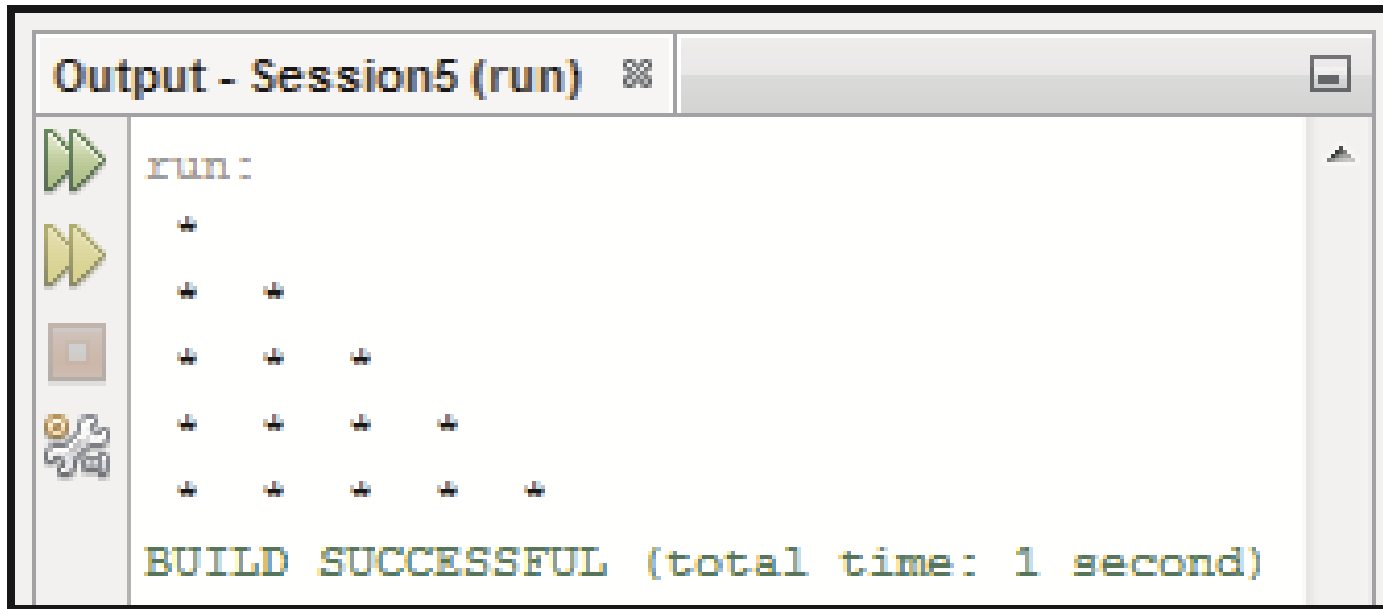 Output - Session5 (run)
run:
 *
 *  *
 *  *  *
 *  *  *  *
 *  *  *  *  *
BUILD SUCCESSFUL (total time: 1 second)